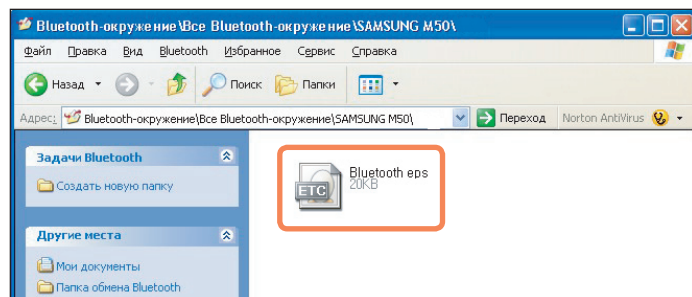 Bluetooth-окружение\Все Bluetooth-окружение\SAMSUNG M50\
Файл Правка Вид Bluetooth Избранное Сервис Справка
Назад Поиск Папки
Адрес: Bluetooth-окружение\Все Bluetooth-окружение\SAMSUNG M50\ Переход Norton AntiVirus
Задачи Bluetooth
Создать новую папку
Другие места
Мои документы
Папка обмена Bluetooth
ETC
Bluetooth eps
20KB